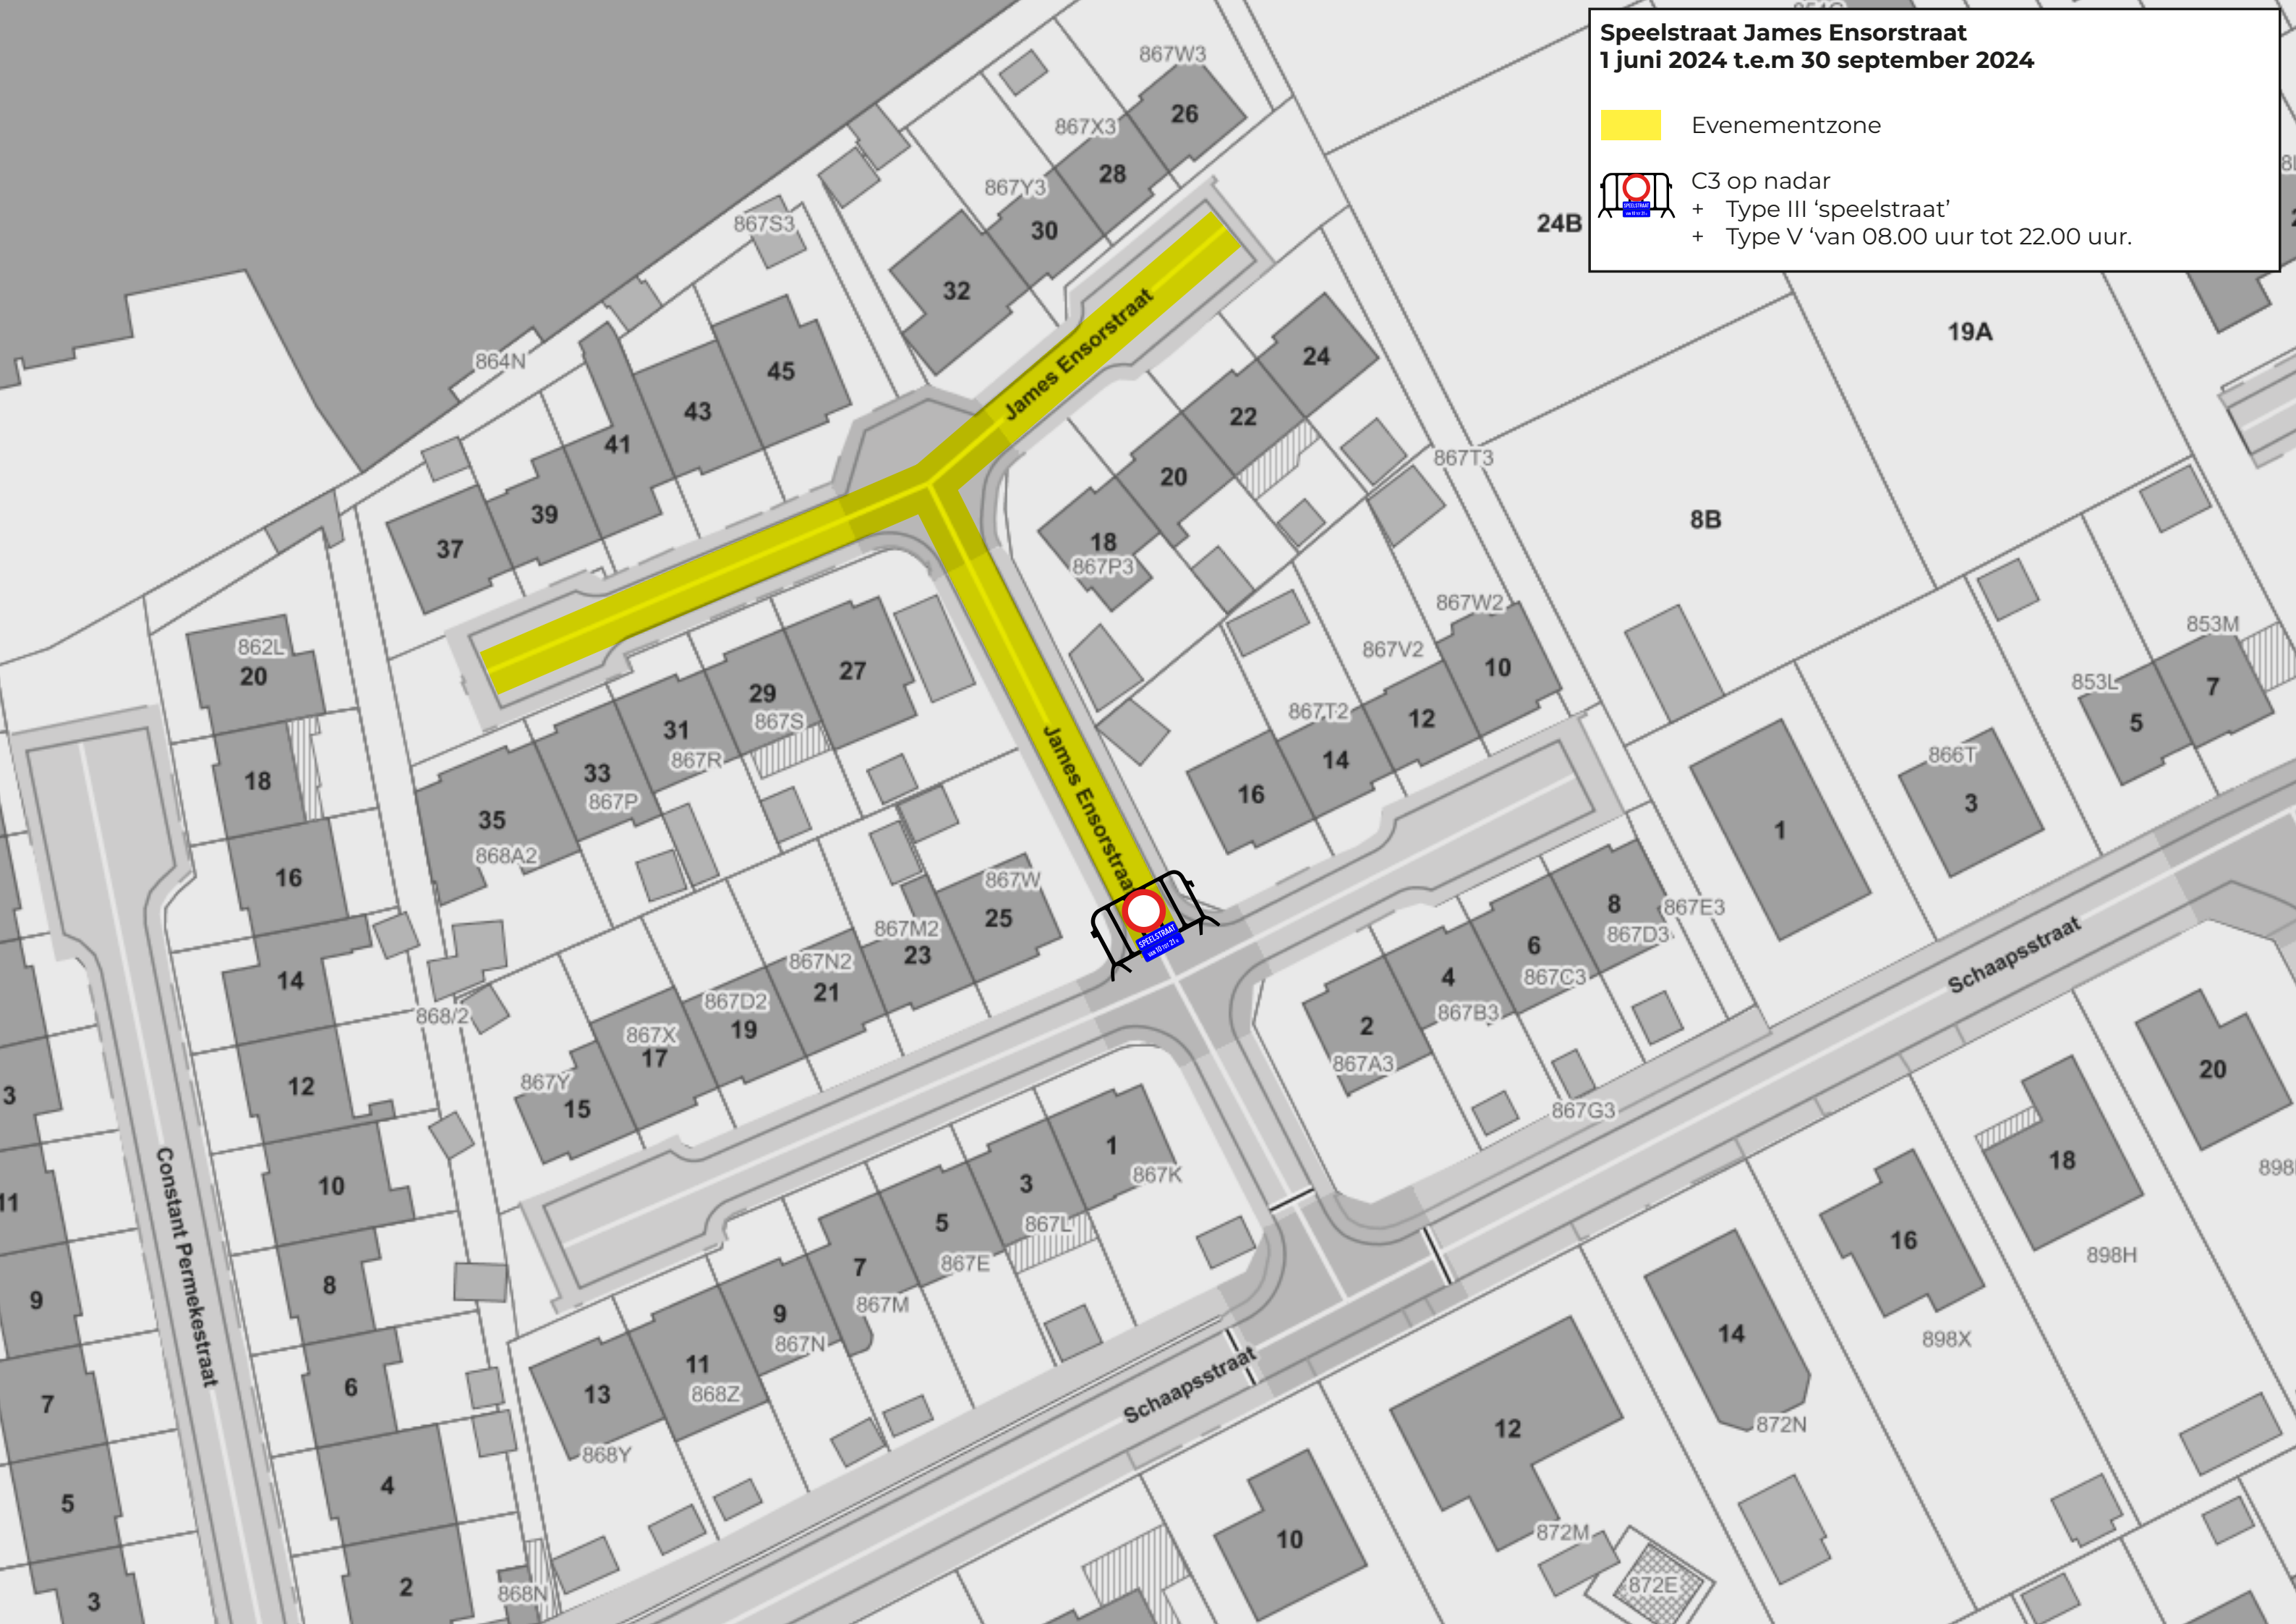 Speelstraat James Ensorstraat
1 juni 2024 t.e.m 30 september 2024
Evenementzone
C3 op nadar
+ Type III ‘speelstraat’
+ Type V ‘van 08.00 uur tot 22.00 uur.
867W3
26
867X3
28
867Y3
30
867S3
32
24B
19A
864N
45
43
41
39
37
James Ensorstraat
24
22
20
18
867P3
867T3
8B
862L
20
18
16
14
868/2
12
10
8
6
4
2
868N
27
29
867S
31
867R
33
867P
35
868A2
James Ensorstraat
867W2
10
867V2
12
867T2
14
16
853M
7
853L
5
866T
3
1
SPEELSTRAAT
867W
25
867M2
23
867N2
21
867D2
19
867X
17
867Y
15
8
867E3
867D3
6
867C3
4
867B3
2
867A3
867G3
Schaapsstraat
1
867K
3
867L
5
867E
7
867M
9
867N
11
868Z
13
868Y
Constant Permekestraat
3
11
9
7
5
3
Schaapsstraat
20
18
898H
16
898X
14
872N
12
872M
872E
10